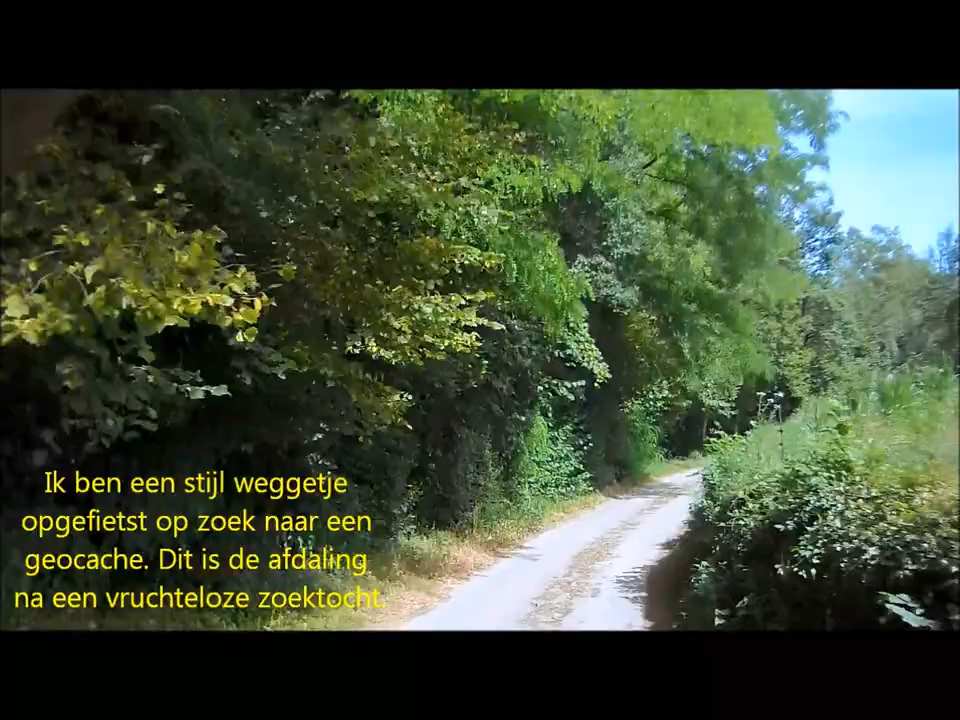 Ik ben een stijl weggetje
opgefietst op zoek naar een
geocache. Dit is de afdaling
na een vruchteloze zoektocht.